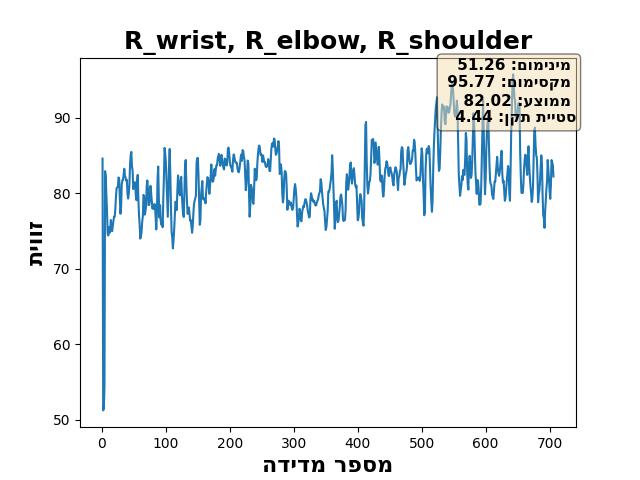 R_wrist, R_elbow, R_shoulder
מינימום: 51.26
מקסימום: 95.77
ממוצע: 82.02
סטיית תקן: 4.44
זווית
90
80
70
60
50
0 100 200 300 400 500 600 700
מספר מדידה